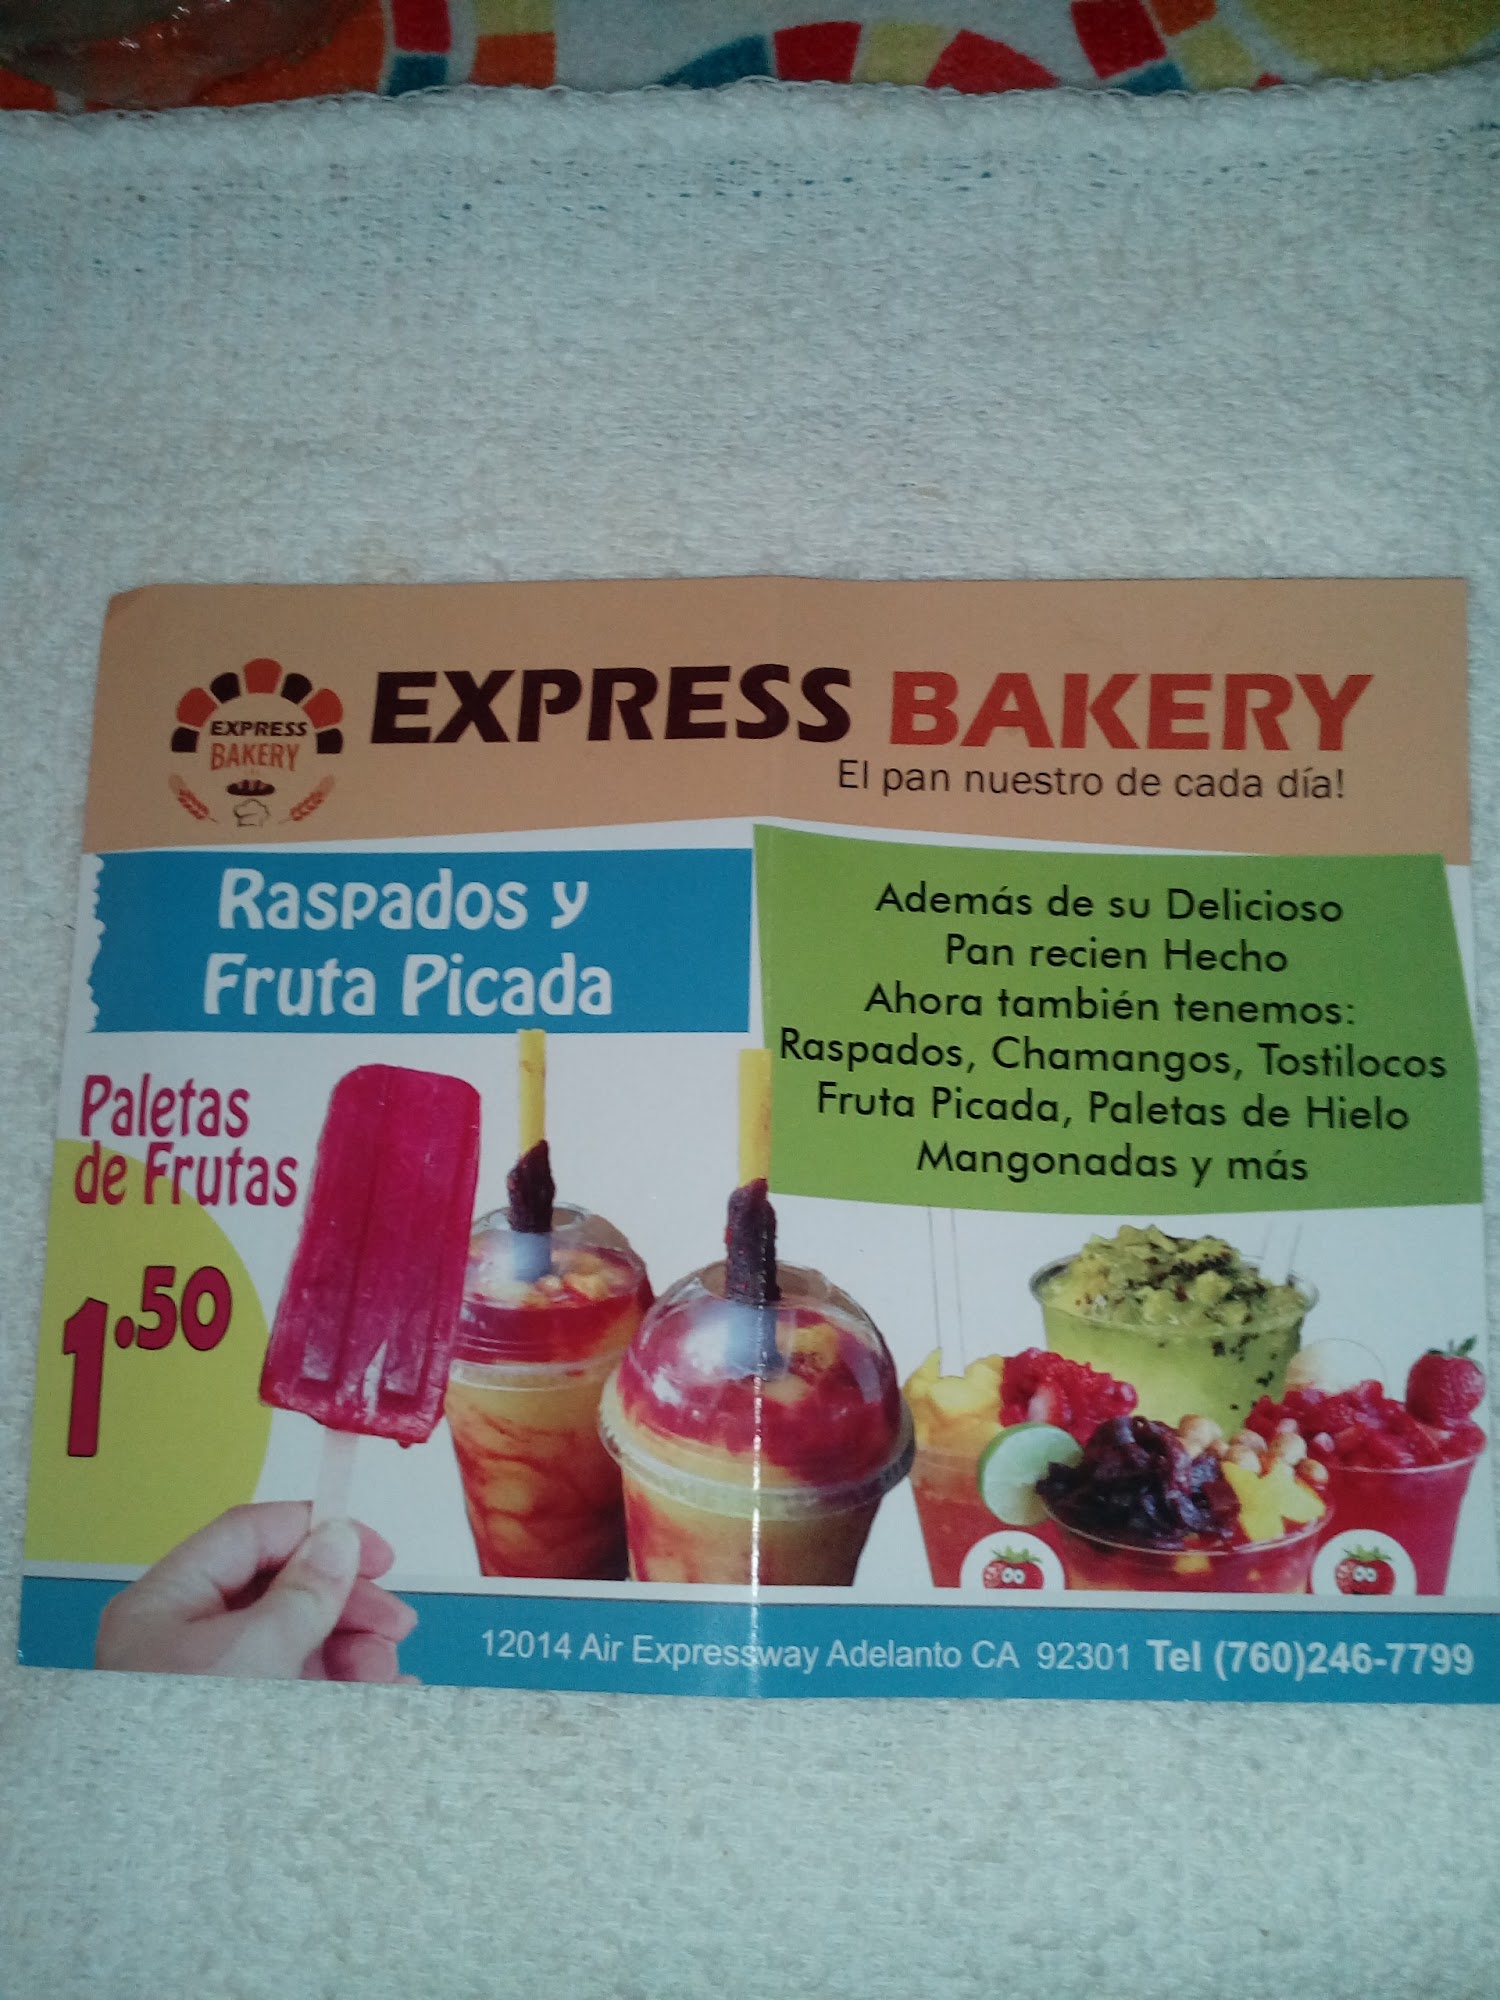 EXPRESS
BAKERY
EXPRESS BAKERY
El pan nuestro de cada día!
Raspados y
Fruta Picada
Además de su Delicioso
Pan recien Hecho
Ahora también tenemos:
Raspados, Chamangos, Tostilocos
Fruta Picada, Paletas de Hielo
Mangonadas y más
Paletas
de Frutas
1.50
12014 Air Expressway Adelanto CA 92301 Tel (760)246-7799